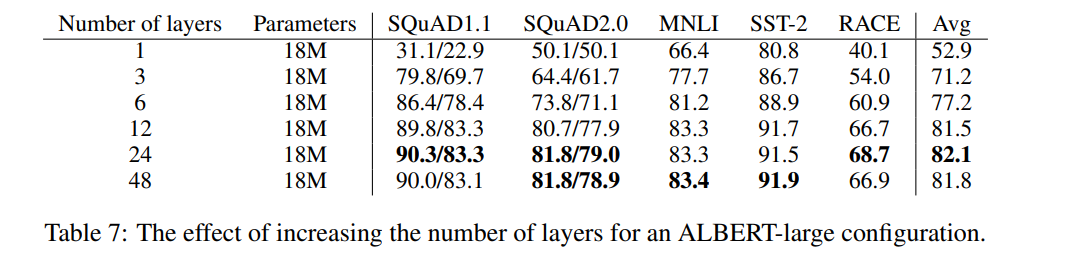 Number of layers Parameters SQuAD1.1 SQuAD2.0 MNLI SST-2 RACE Avg
1 18M 31.1/22.9 50.1/50.1 66.4 80.8 40.1 52.9
3 18M 79.8/69.7 64.4/61.7 77.7 86.7 54.0 71.2
6 18M 86.4/78.4 73.8/71.1 81.2 88.9 60.9 77.2
12 18M 89.8/83.3 80.7/77.9 83.3 91.7 66.7 81.5
24 18M 90.3/83.3 81.8/79.0 83.3 91.5 68.7 82.1
48 18M 90.0/83.1 81.8/78.9 83.4 91.9 66.9 81.8
Table 7: The effect of increasing the number of layers for an ALBERT-large configuration.